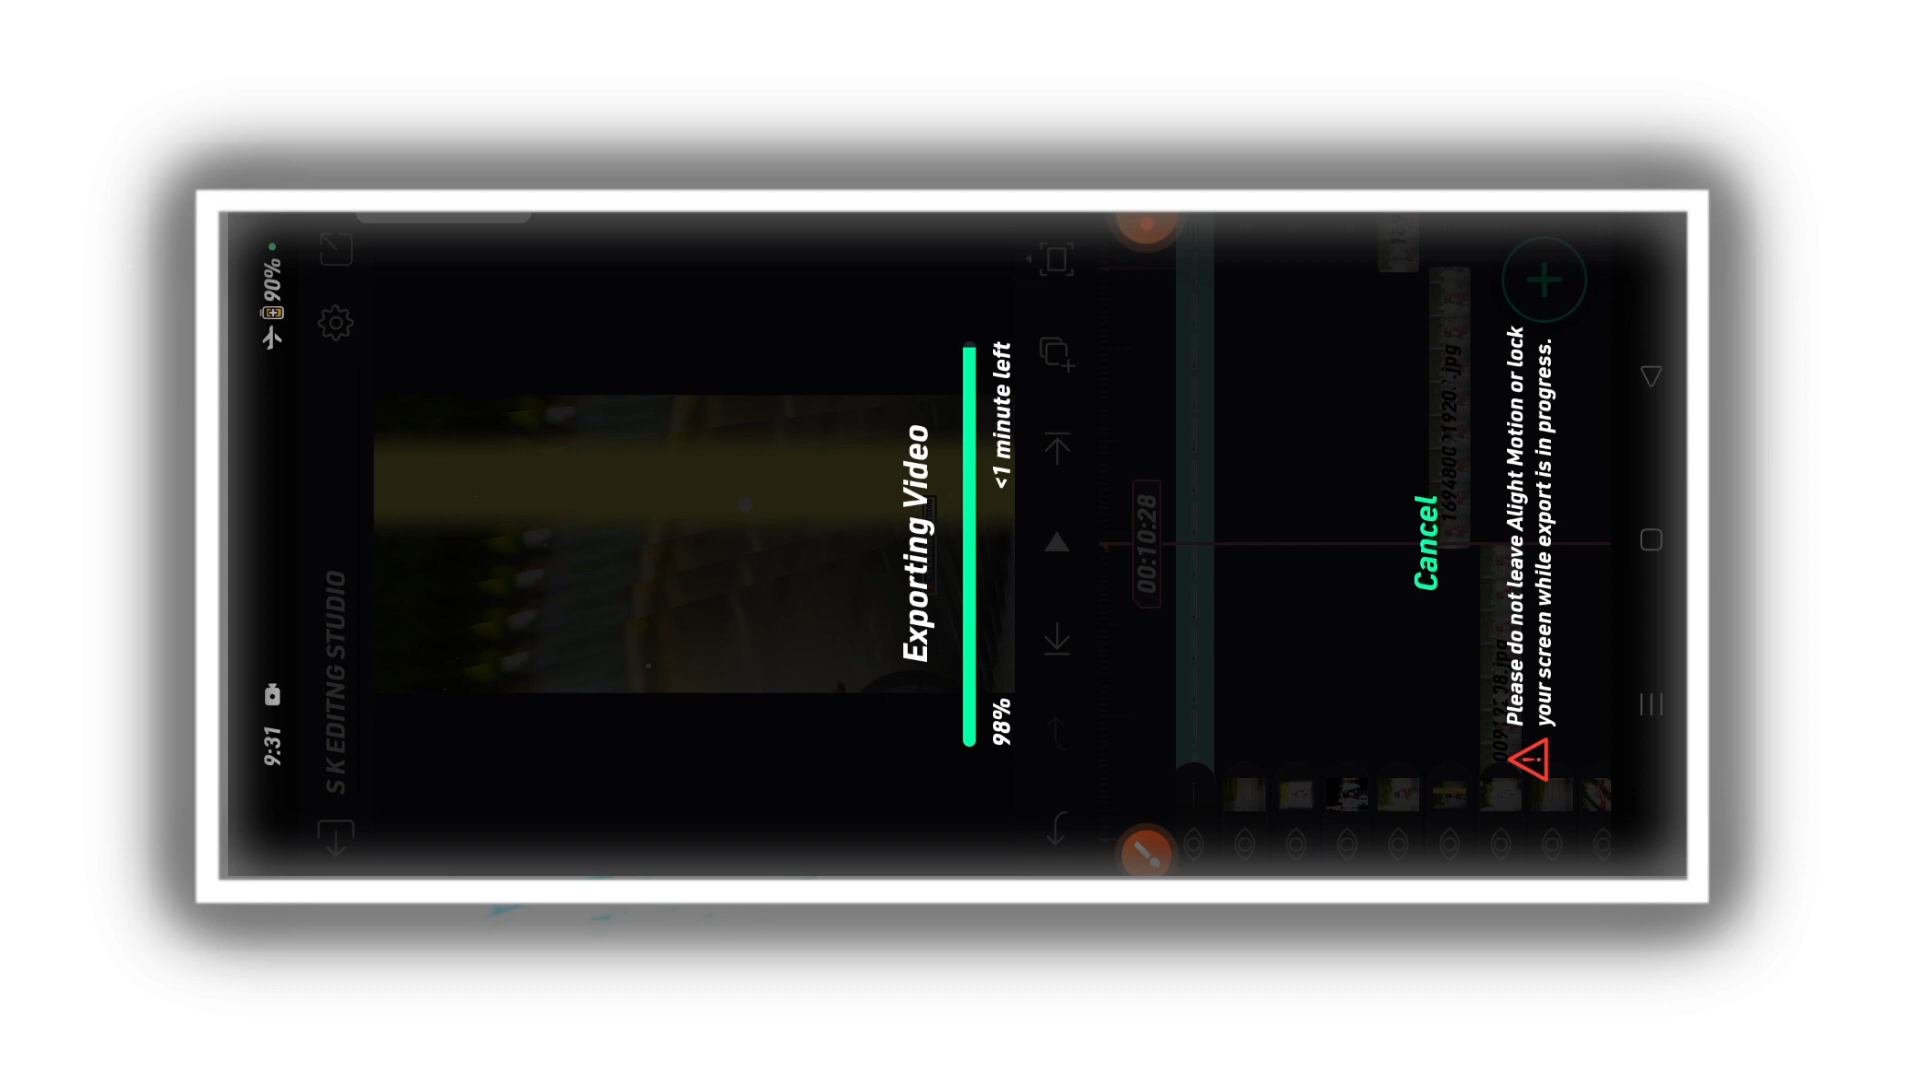 9:31
90%
S K EDITING STUDIO
Exporting Video
98%
<1 minute left
00:10:28
Cancel
Please do not leave Alight Motion or lock
your screen while export is in progress.